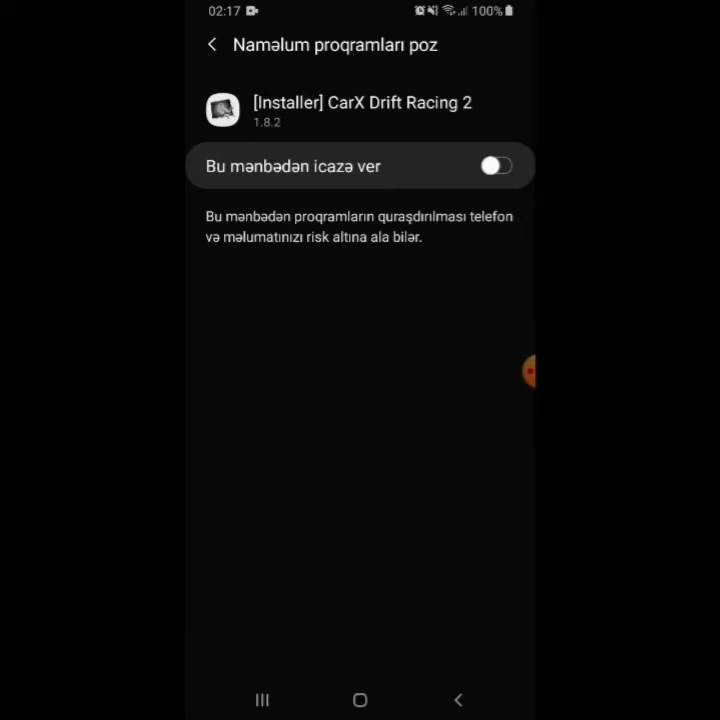 02:17 100%
Naməlum proqramları poz
[Installer] CarX Drift Racing 2
1.8.2
Bu mənbədən icazə ver
Bu mənbədən proqramların quraşdırılması telefon
və məlumatınızı risk altına ala bilər.